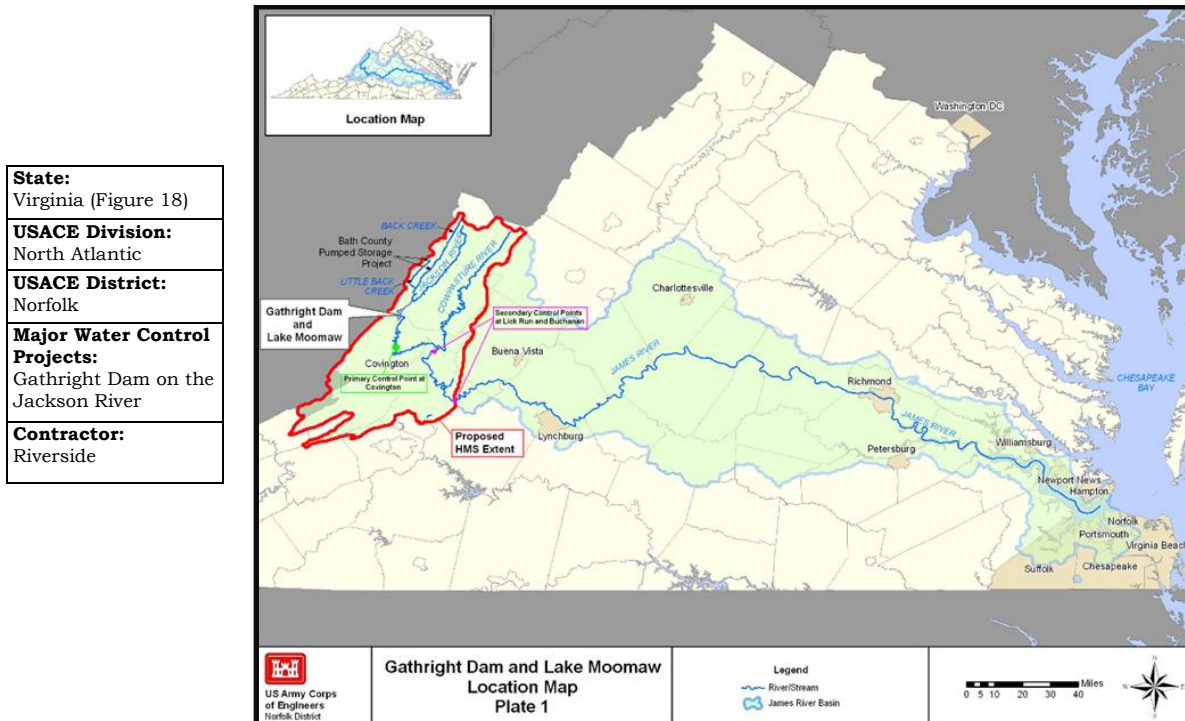 State:
Virginia (Figure 18)
USACE Division:
North Atlantic
USACE District:
Norfolk
Major Water Control
Projects:
Gathright Dam on the
Jackson River
Contractor:
Riverside
Location Map
Washington DC
BACK CREEK
Bath County
Pumped Storage
Project
JACKSON RIVER
COWPASTURE RIVER
LITTLE BACK
CREEK
Gathright Dam
and
Lake Moomaw
Secondary Control Points
at Lick Run and Buchanan
Charlottesville
Covington
Buena Vista
Primary Control Point at
Covington
JAMES RIVER
CHESAPEAKE
BAY
Richmond
JAMES RIVER
Proposed
HMS Extent
Lynchburg
Petersburg
Williamsburg
Newport News
Hampton
Norfolk
Portsmouth
Virginia Beach
Suffolk
Chesapeake
US Army Corps
of Engineers
Norfolk District
Gathright Dam and Lake Moomaw
Location Map
Plate 1
Legend
River/Stream
James River Basin
Miles
0 5 10 20 30 40
N
W
E
S